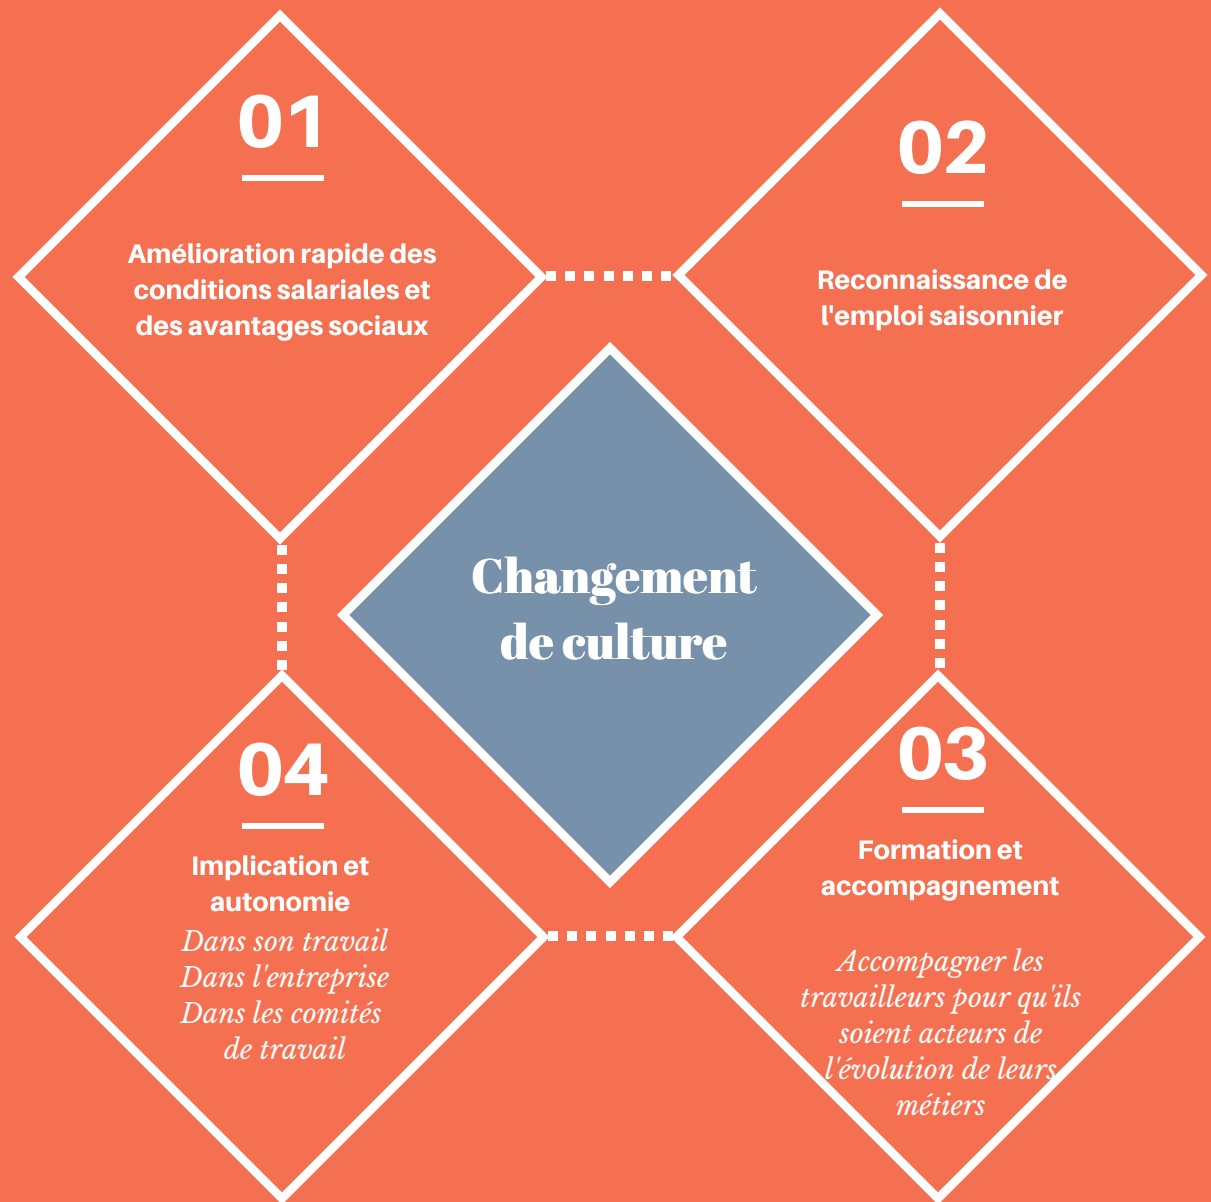 01
Amélioration rapide des
conditions salariales et
des avantages sociaux
02
Reconnaissance de
l'emploi saisonnier
Changement
de culture
04
Implication et
autonomie
Dans son travail
Dans l'entreprise
Dans les comités
de travail
03
Formation et
accompagnement
Accompagner les
travailleurs pour qu'ils
soient acteurs de
l'évolution de leurs
métiers